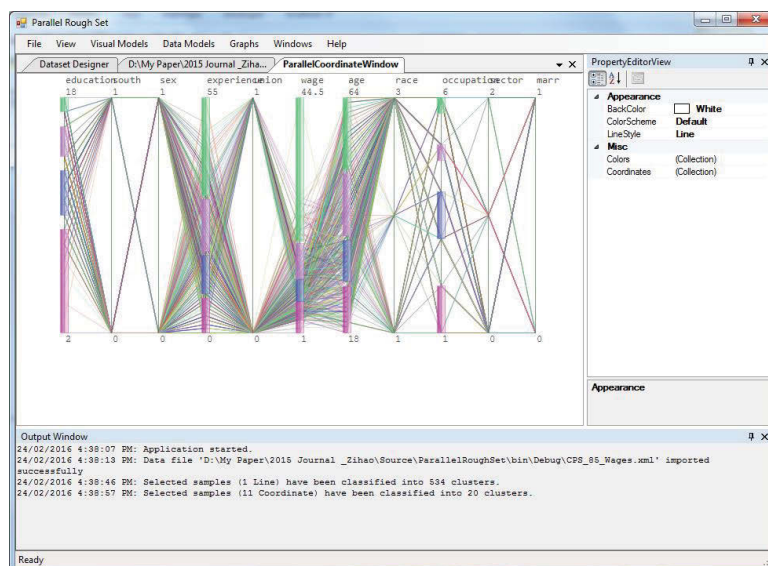 Parallel Rough Set
File View Visual Models Data Models Graphs Windows Help
Dataset Designer D:\My Paper\2015 Journal _Ziha... ParallelCoordinateWindow
education south sex experience union wage age race occupation sector marr
18 1 1 55 1 44.5 64 3 6 2 1
2 0 0 0 0 1 18 1 1 0 0
PropertyEditorView
Appearance
BackColor White
ColorScheme Default
LineStyle Line
Misc
Colors (Collection)
Coordinates (Collection)
Appearance
Output Window
24/02/2016 4:38:07 PM: Application started.
24/02/2016 4:38:13 PM: Data file 'D:\My Paper\2015 Journal _Zihao\Source\ParallelRoughSet\bin\Debug\CPS_85_Wages.xml' imported
successfully
24/02/2016 4:38:46 PM: Selected samples (1 Line) have been classified into 534 clusters.
24/02/2016 4:38:57 PM: Selected samples (11 Coordinate) have been classified into 20 clusters.
Ready